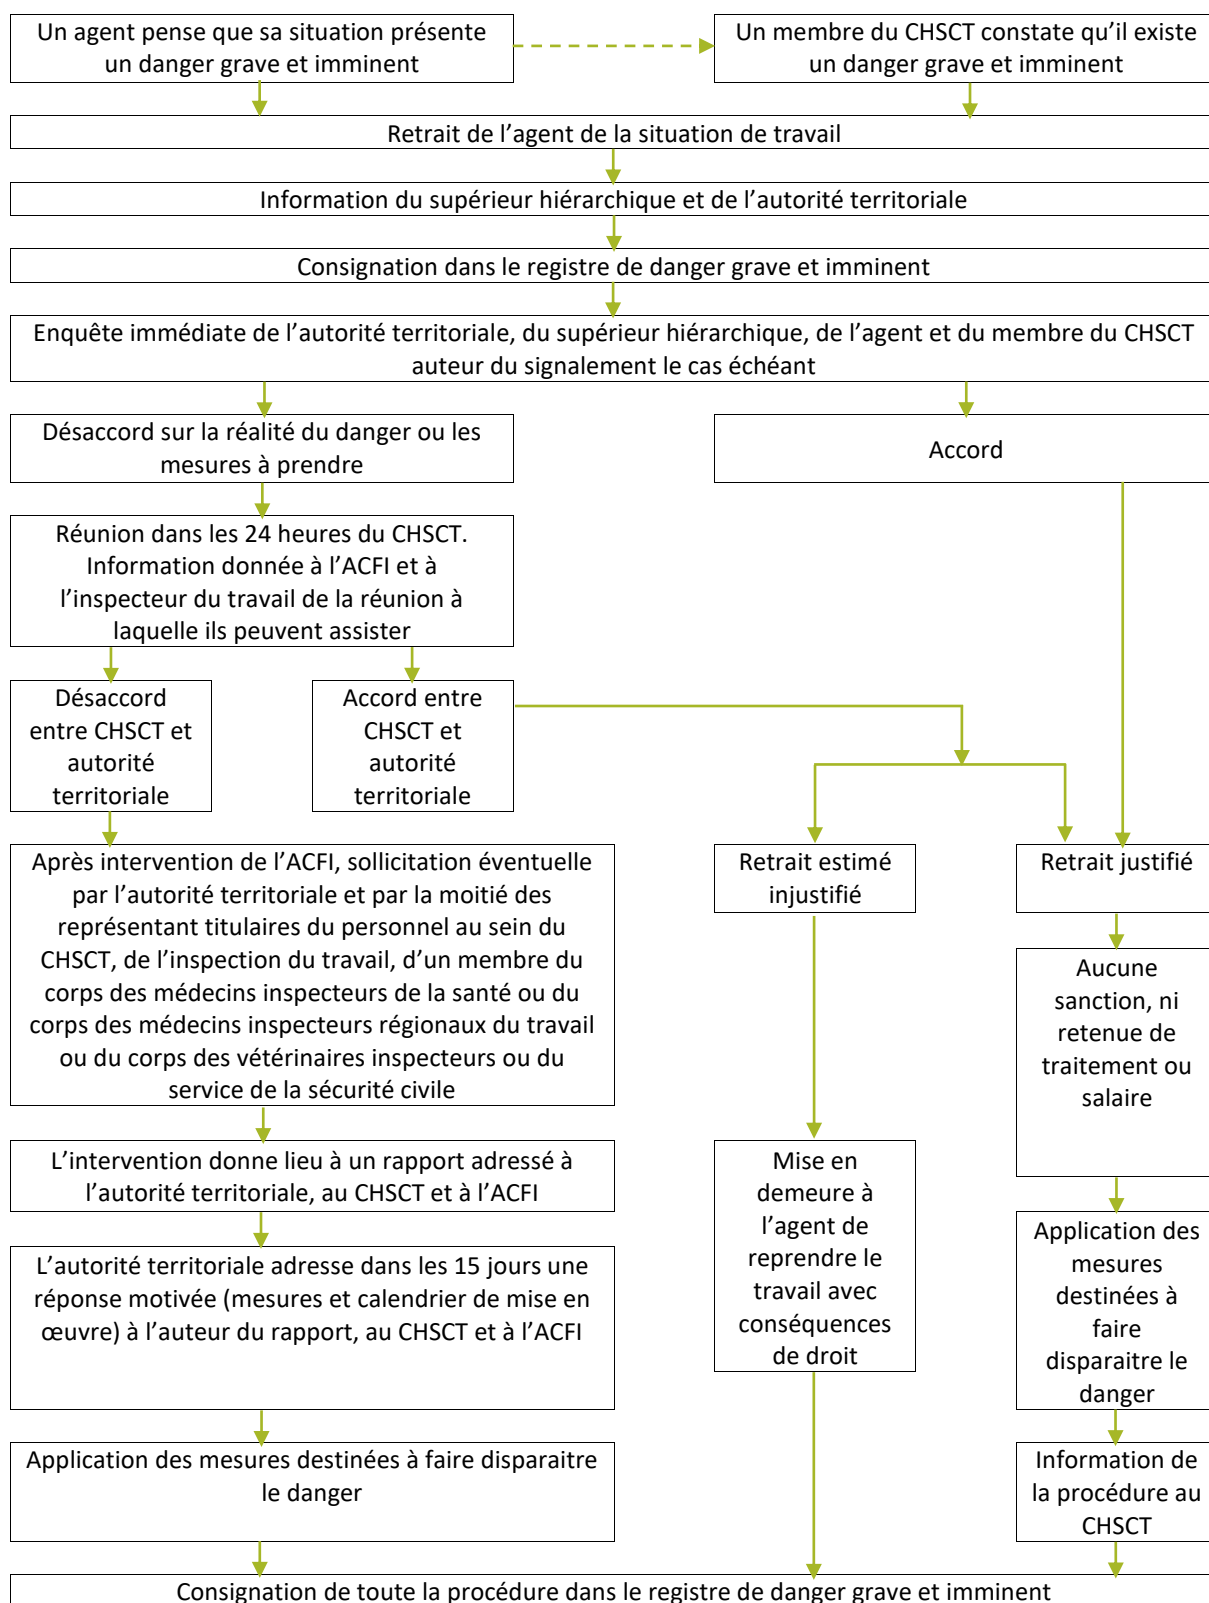 Un agent pense que sa situation présente
un danger grave et imminent
Un membre du CHSCT constate qu’il existe
un danger grave et imminent
Retrait de l’agent de la situation de travail
Information du supérieur hiérarchique et de l’autorité territoriale
Consignation dans le registre de danger grave et imminent
Enquête immédiate de l’autorité territoriale, du supérieur hiérarchique, de l’agent et du membre du CHSCT
auteur du signalement le cas échéant
Désaccord sur la réalité du danger ou les
mesures à prendre
Accord
Réunion dans les 24 heures du CHSCT.
Information donnée à l’ACFI et à
l’inspecteur du travail de la réunion à
laquelle ils peuvent assister
Désaccord
entre CHSCT et
autorité
territoriale
Accord entre
CHSCT et
autorité
territoriale
Après intervention de l’ACFI, sollicitation éventuelle
par l’autorité territoriale et par la moitié des
représentant titulaires du personnel au sein du
CHSCT, de l’inspection du travail, d’un membre du
corps des médecins inspecteurs de la santé ou du
corps des médecins inspecteurs régionaux du travail
ou du corps des vétérinaires inspecteurs ou du
service de la sécurité civile
Retrait estimé
injustifié
Retrait justifié
Aucune
sanction, ni
retenue de
traitement ou
salaire
L’intervention donne lieu à un rapport adressé à
l’autorité territoriale, au CHSCT et à l’ACFI
Mise en
demeure à
l’agent de
reprendre le
travail avec
conséquences
de droit
Application des
mesures
destinées à
faire
disparaitre le
danger
L’autorité territoriale adresse dans les 15 jours une
réponse motivée (mesures et calendrier de mise en
œuvre) à l’auteur du rapport, au CHSCT et à l’ACFI
Application des mesures destinées à faire disparaitre
le danger
Information de
la procédure au
CHSCT
Consignation de toute la procédure dans le registre de danger grave et imminent